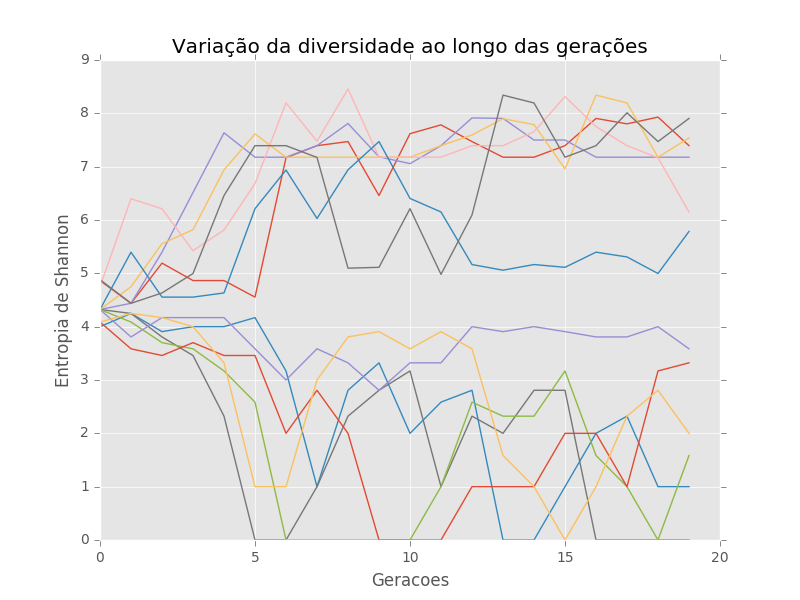 Variação da diversidade ao longo das gerações
Entropia de Shannon
9
8
7
6
5
4
3
2
1
0
0 5 10 15 20
Geracoes